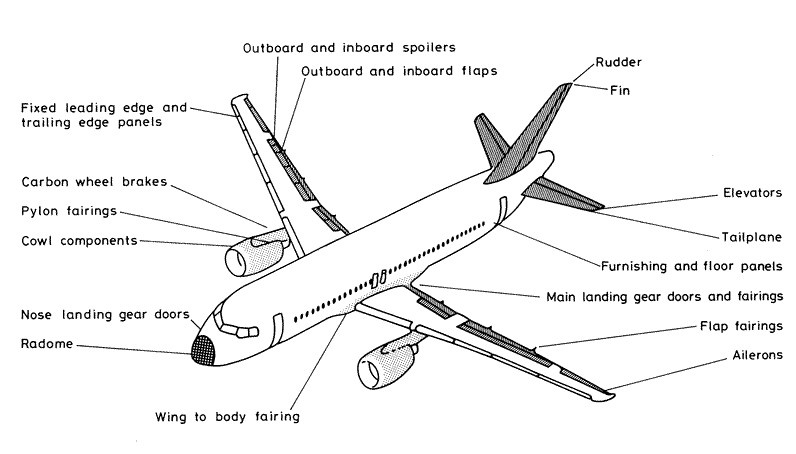 Outboard and inboard spoilers
Outboard and inboard flaps
Rudder
Fin
Fixed leading edge and
trailing edge panels
Carbon wheel brakes
Pylon fairings
Cowl components
Elevators
Tailplane
Furnishing and floor panels
Main landing gear doors and fairings
Nose landing gear doors
Radome
Flap fairings
Ailerons
Wing to body fairing